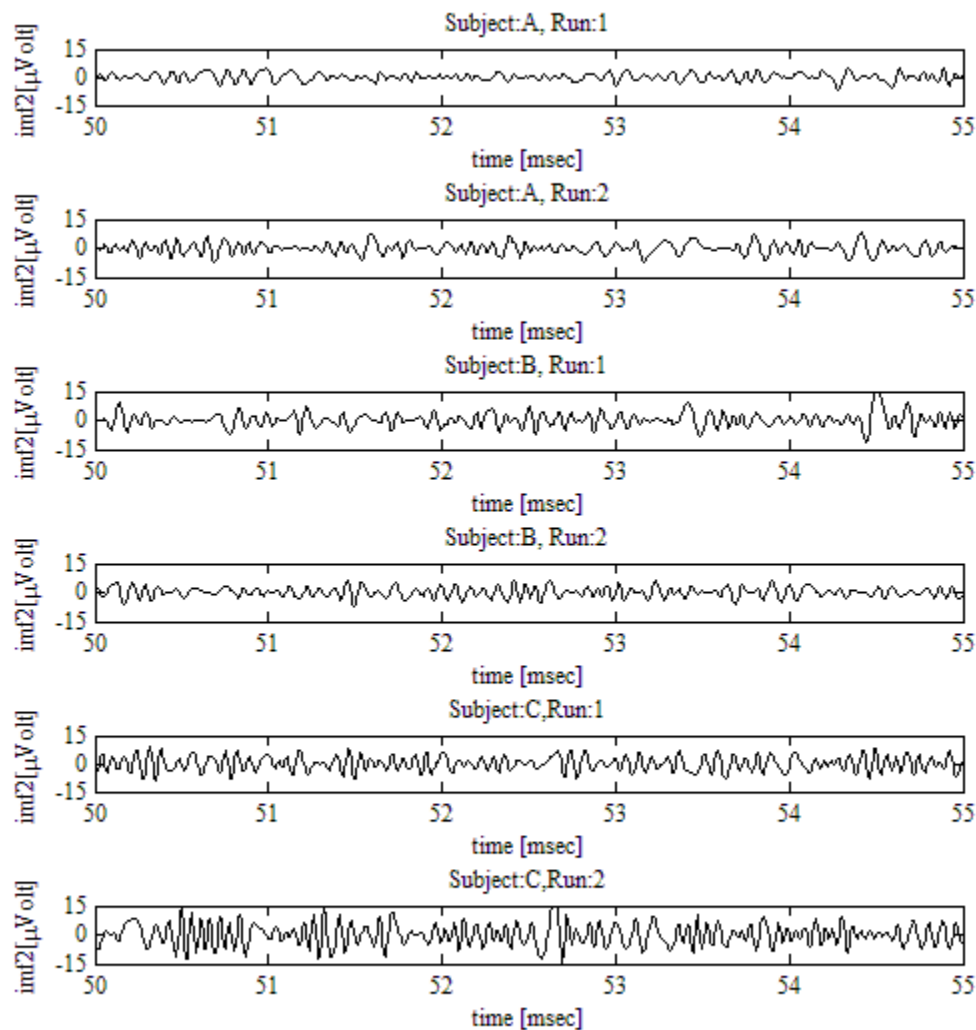 Subject:A, Run:1
imf2[µVolt]
15
0
-15
50 51 52 53 54 55
time [msec]
Subject:A, Run:2
imf2[µVolt]
15
0
-15
50 51 52 53 54 55
time [msec]
Subject:B, Run:1
imf2[µVolt]
15
0
-15
50 51 52 53 54 55
time [msec]
Subject:B, Run:2
imf2[µVolt]
15
0
-15
50 51 52 53 54 55
time [msec]
Subject:C,Run:1
imf2[µVolt]
15
0
-15
50 51 52 53 54 55
time [msec]
Subject:C,Run:2
imf2[µVolt]
15
0
-15
50 51 52 53 54 55
time [msec]